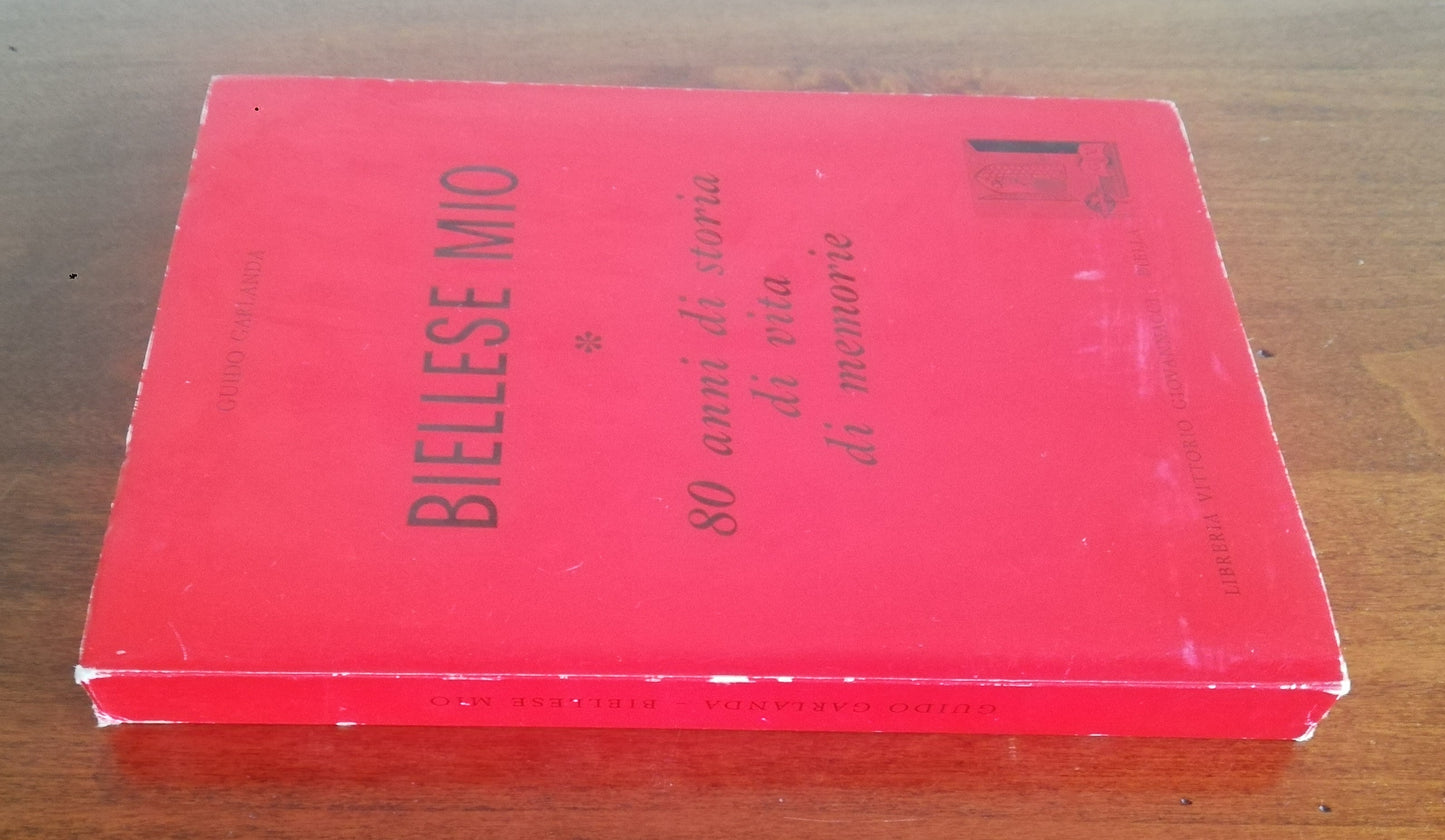 GUIDO GARLANDA
BIELLESE MIO
*
80 anni di storia
di vita
di memorie
LIBRERIA VITTORIO GIOVANNACCI - BIELLA
GUIDO GARLANDA - BIELLESE MIO